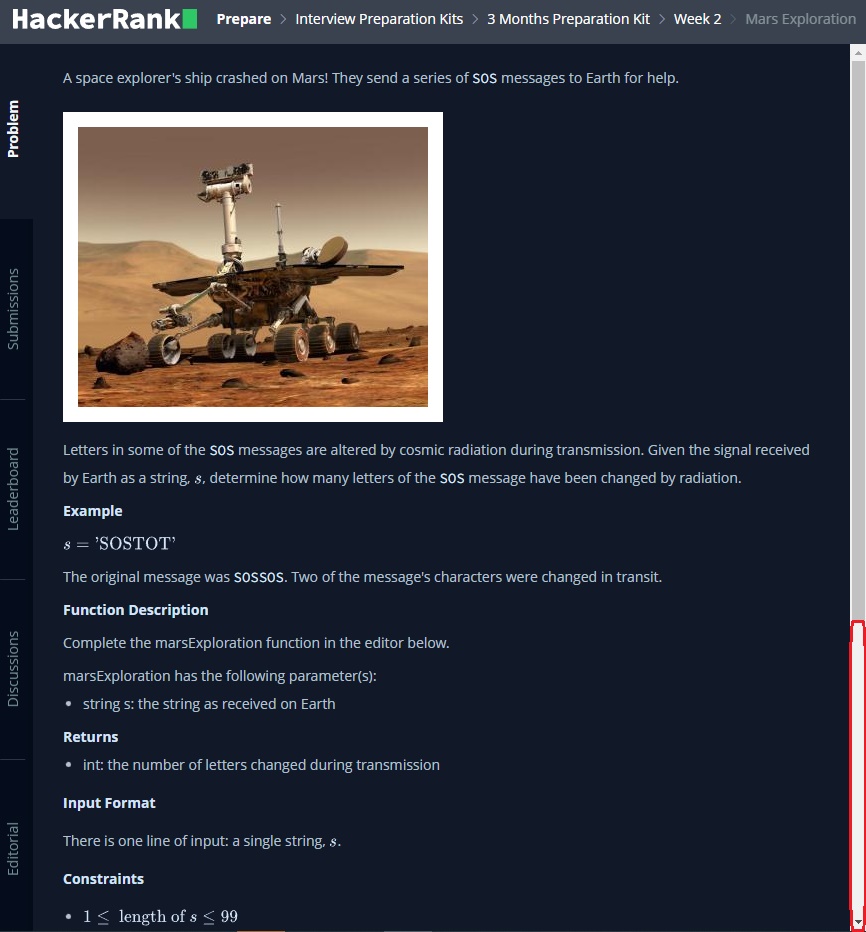 HackerRank
Prepare > Interview Preparation Kits > 3 Months Preparation Kit > Week 2 > Mars Exploration
Problem
Submissions
Leaderboard
Discussions
Editorial
A space explorer's ship crashed on Mars! They send a series of SOS messages to Earth for help.
Letters in some of the SOS messages are altered by cosmic radiation during transmission. Given the signal received
by Earth as a string, s, determine how many letters of the SOS message have been changed by radiation.
Example
s = 'SOSTOT'
The original message was SOSSOS. Two of the message's characters were changed in transit.
Function Description
Complete the marsExploration function in the editor below.
marsExploration has the following parameter(s):
• string s: the string as received on Earth
Returns
• int: the number of letters changed during transmission
Input Format
There is one line of input: a single string, s.
Constraints
• 1 ≤ length of s ≤ 99